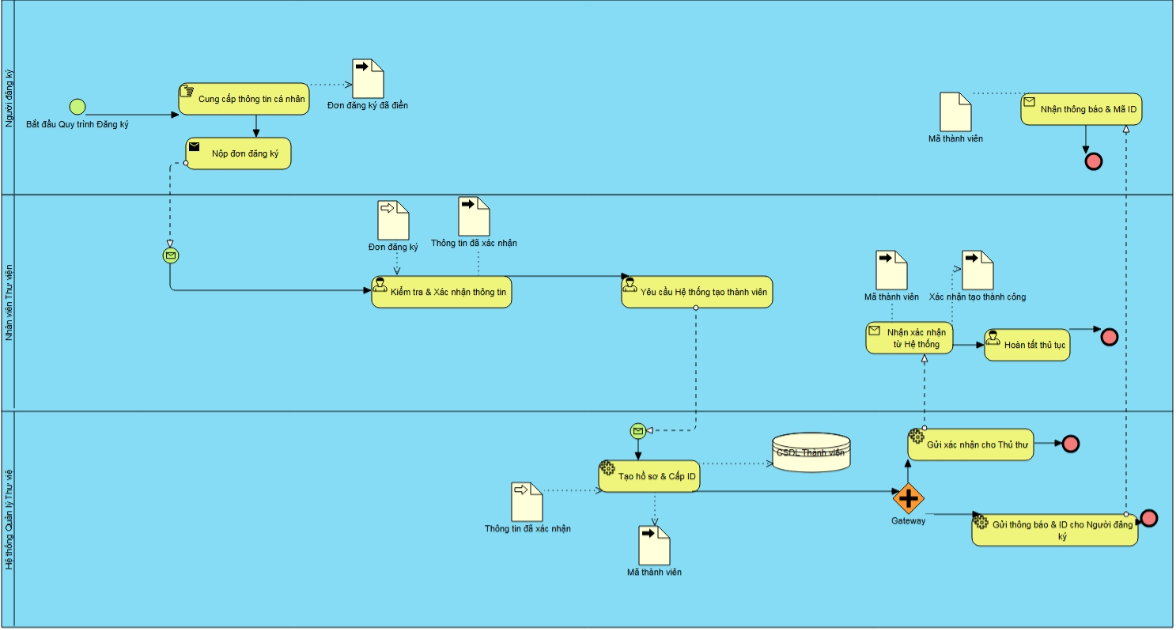 Người đăng ký
Bắt đầu Quy trình Đăng ký
Cung cấp thông tin cá nhân
Đơn đăng ký đã điền
Nộp đơn đăng ký
Mã thành viên
Nhận thông báo & Mã ID
Nhân viên Thư viện
Đơn đăng ký
Thông tin đã xác nhận
Kiểm tra & Xác nhận thông tin
Yêu cầu Hệ thống tạo thành viên
Mã thành viên
Xác nhận tạo thành công
Nhận xác nhận
từ Hệ thống
Hoàn tất thủ tục
Hệ thông Quản lý Thư việ
Thông tin đã xác nhận
Tạo hồ sơ & Cấp ID
CSDL Thành viên
Mã thành viên
Gateway
Gửi xác nhận cho Thủ thư
Gửi thông báo & ID cho Người đăng
ký